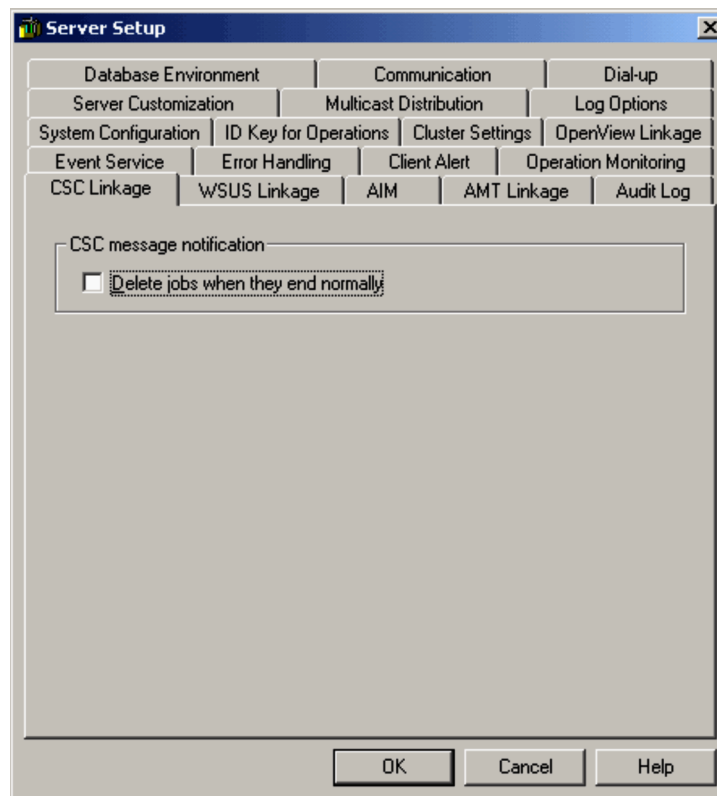 Server Setup
Database Environment Communication Dial-up
Server Customization Multicast Distribution Log Options
System Configuration ID Key for Operations Cluster Settings OpenView Linkage
Event Service Error Handling Client Alert Operation Monitoring
CSC Linkage WSUS Linkage AIM AMT Linkage Audit Log
CSC message notification
Delete jobs when they end normally
OK Cancel Help